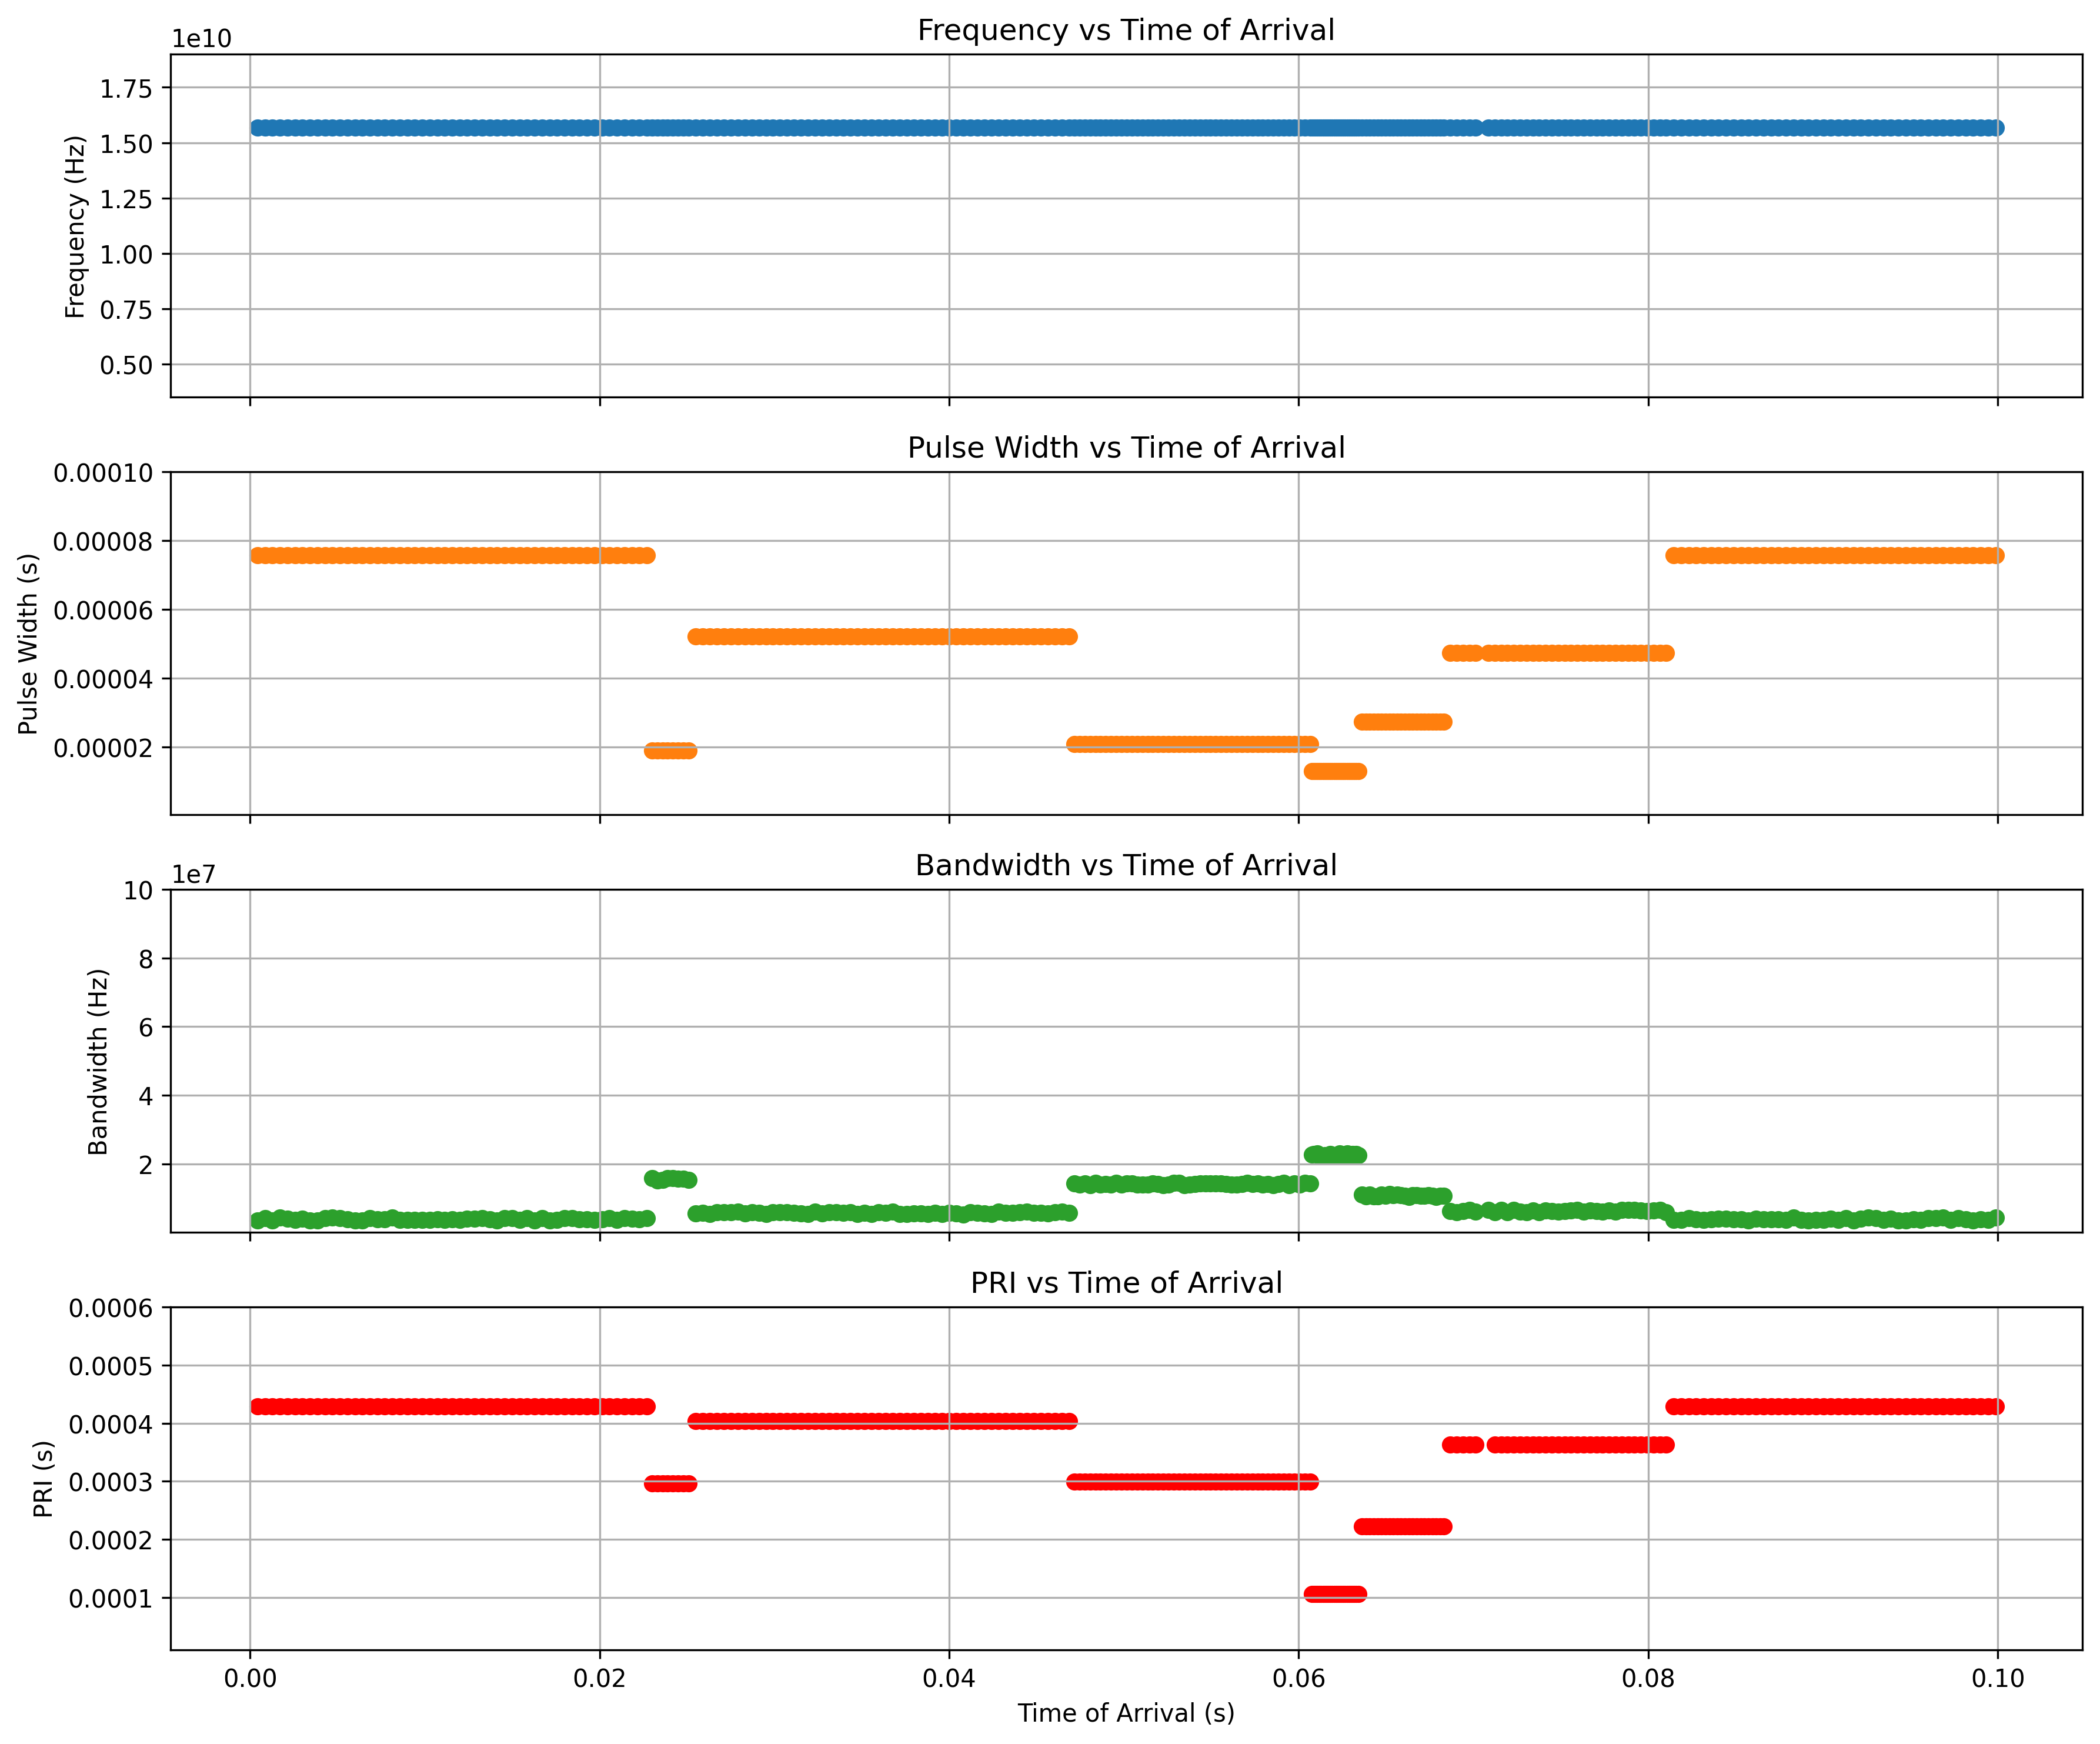 Frequency vs Time of Arrival
1e10
1.75
1.50
1.25
1.00
0.75
0.50
Frequency (Hz)
Pulse Width vs Time of Arrival
0.00010
0.00008
0.00006
0.00004
0.00002
Pulse Width (s)
Bandwidth vs Time of Arrival
1e7
10
8
6
4
2
Bandwidth (Hz)
PRI vs Time of Arrival
0.0006
0.0005
0.0004
0.0003
0.0002
0.0001
PRI (s)
0.00 0.02 0.04 0.06 0.08 0.10
Time of Arrival (s)